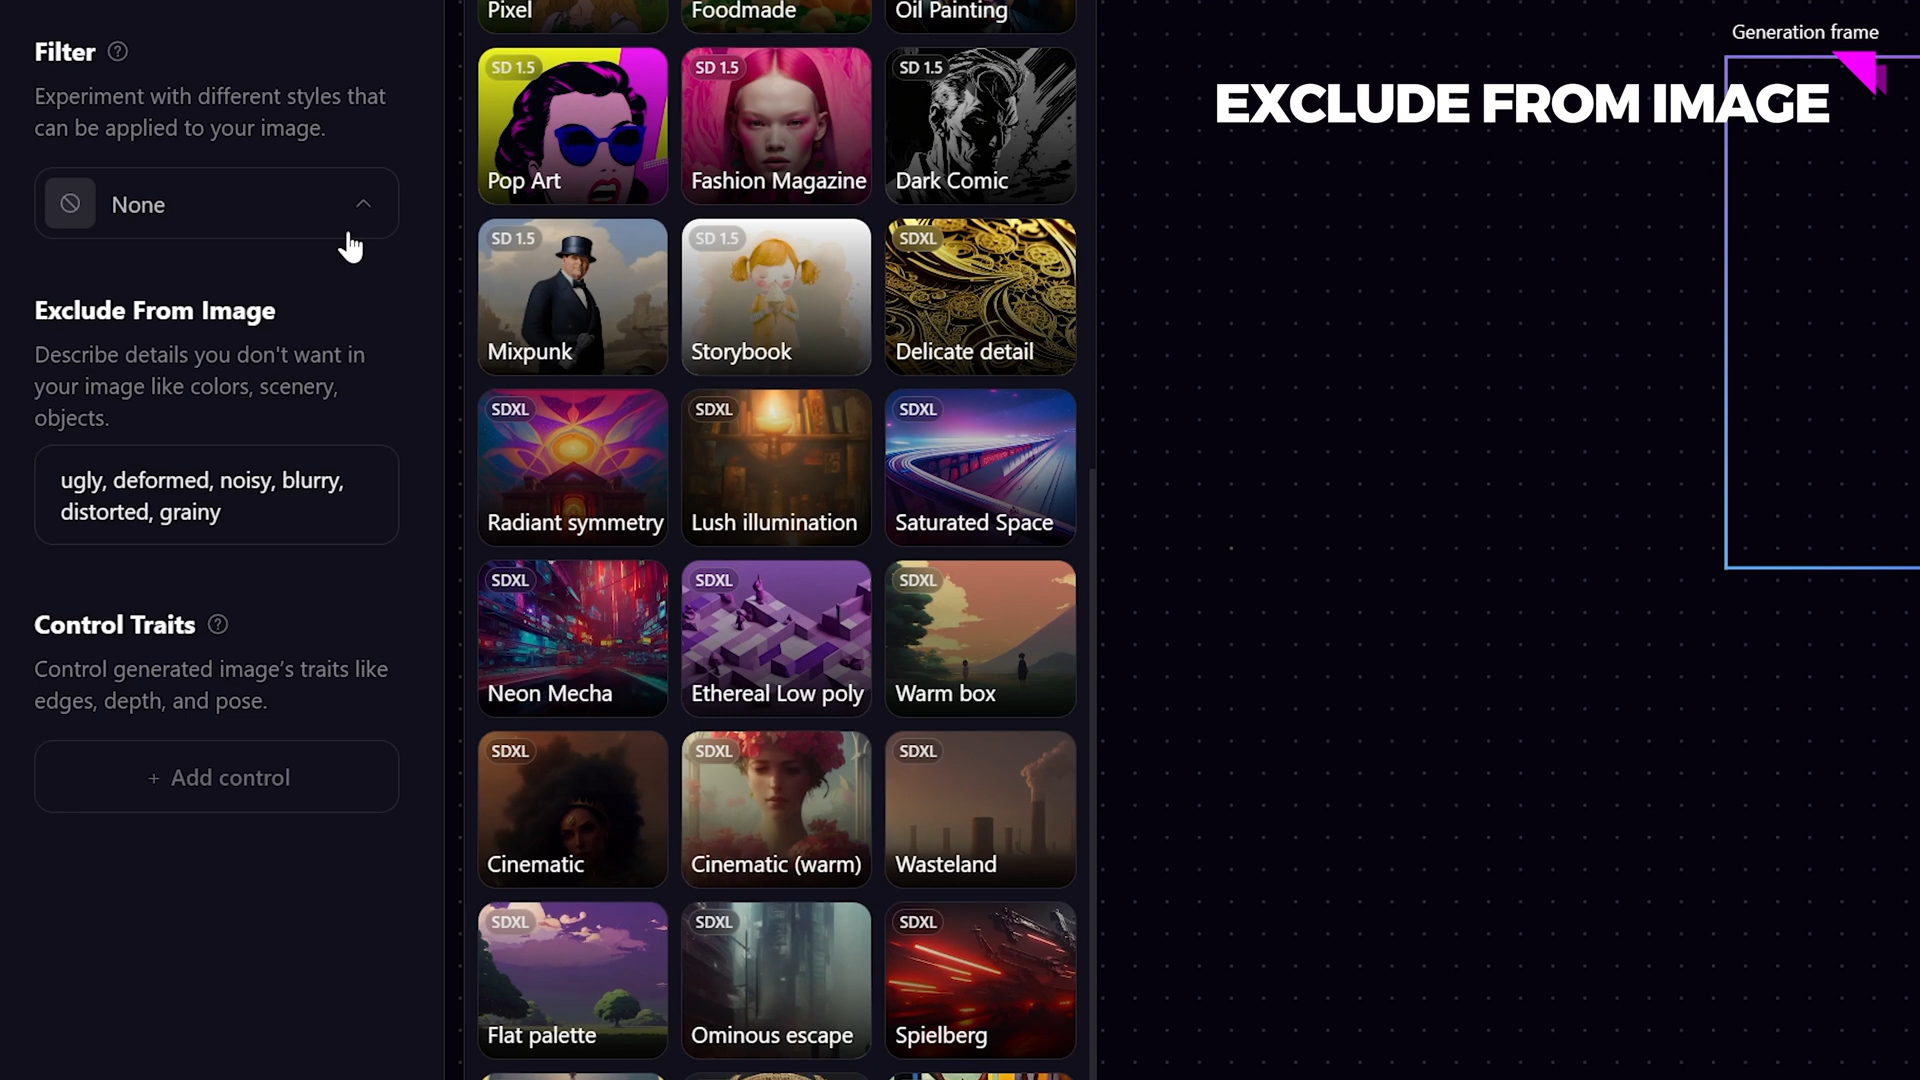 Filter
Experiment with different styles that
can be applied to your image.
None
Exclude From Image
Describe details you don't want in
your image like colors, scenery,
objects.
ugly, deformed, noisy, blurry,
distorted, grainy
Control Traits
Control generated image’s traits like
edges, depth, and pose.
+ Add control
Pixel
Foodmade
Oil Painting
SD 1.5
Pop Art
SD 1.5
Fashion Magazine
SD 1.5
Dark Comic
SD 1.5
Mixpunk
SD 1.5
Storybook
SDXL
Delicate detail
SDXL
Radiant symmetry
SDXL
Lush illumination
SDXL
Saturated Space
SDXL
Neon Mecha
SDXL
Ethereal Low poly
SDXL
Warm box
SDXL
Cinematic
SDXL
Cinematic (warm)
SDXL
Wasteland
SDXL
Flat palette
SDXL
Ominous escape
SDXL
Spielberg
Generation frame
EXCLUDE FROM IMAGE